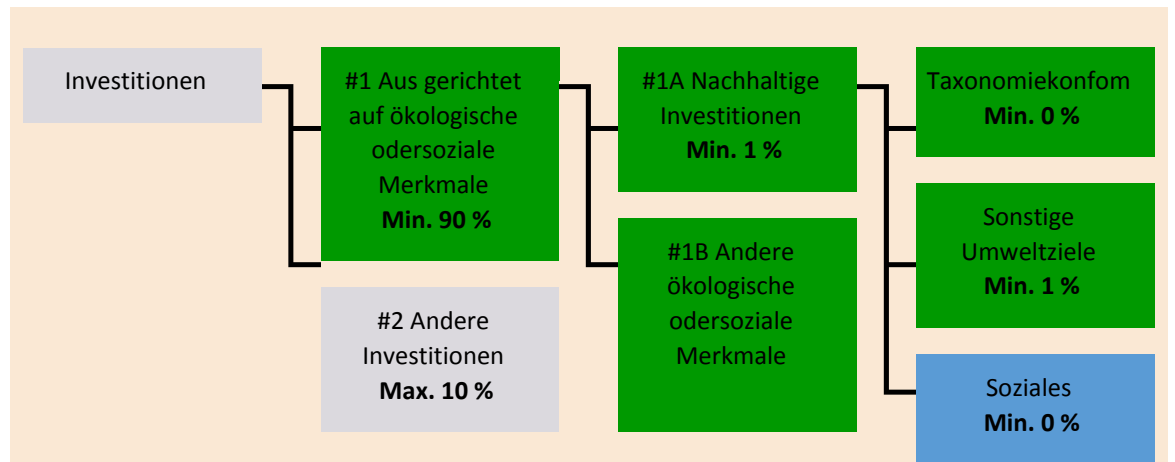 Investitionen
#1 Aus gerichtet
auf ökologische
odersoziale
Merkmale
Min. 90 %
#2 Andere
Investitionen
Max. 10 %
#1A Nachhaltige
Investitionen
Min. 1 %
#1B Andere
ökologische
odersoziale
Merkmale
Taxonomiekonfom
Min. 0 %
Sonstige
Umweltziele
Min. 1 %
Soziales
Min. 0 %